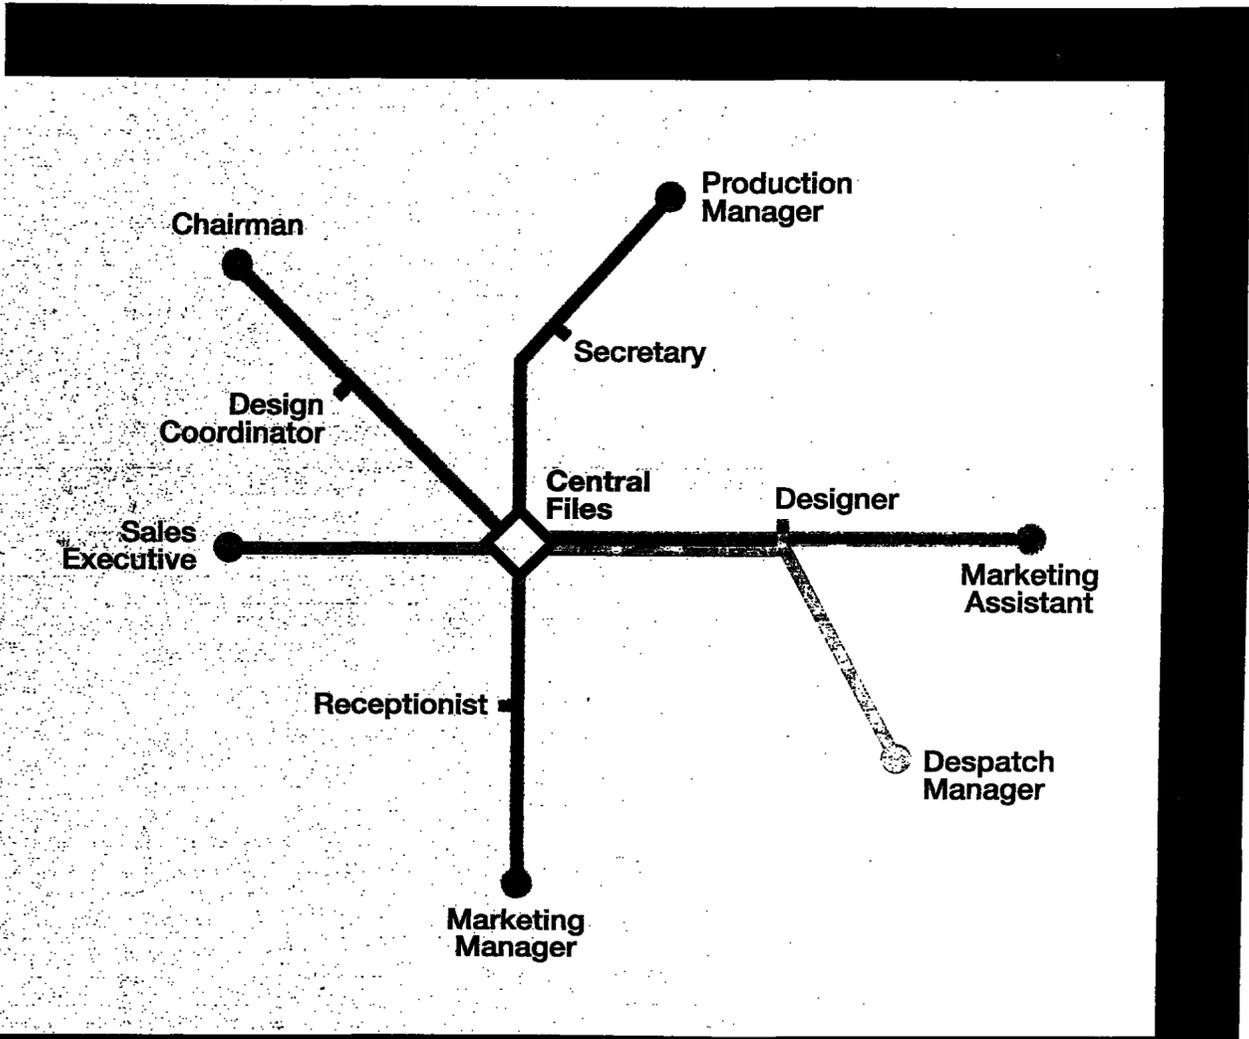 Production
Manager
Chairman
Secretary
Design
Coordinator
Central
Files
Designer
Sales
Executive
Marketing
Assistant
Receptionist
Despatch
Manager
Marketing
Manager